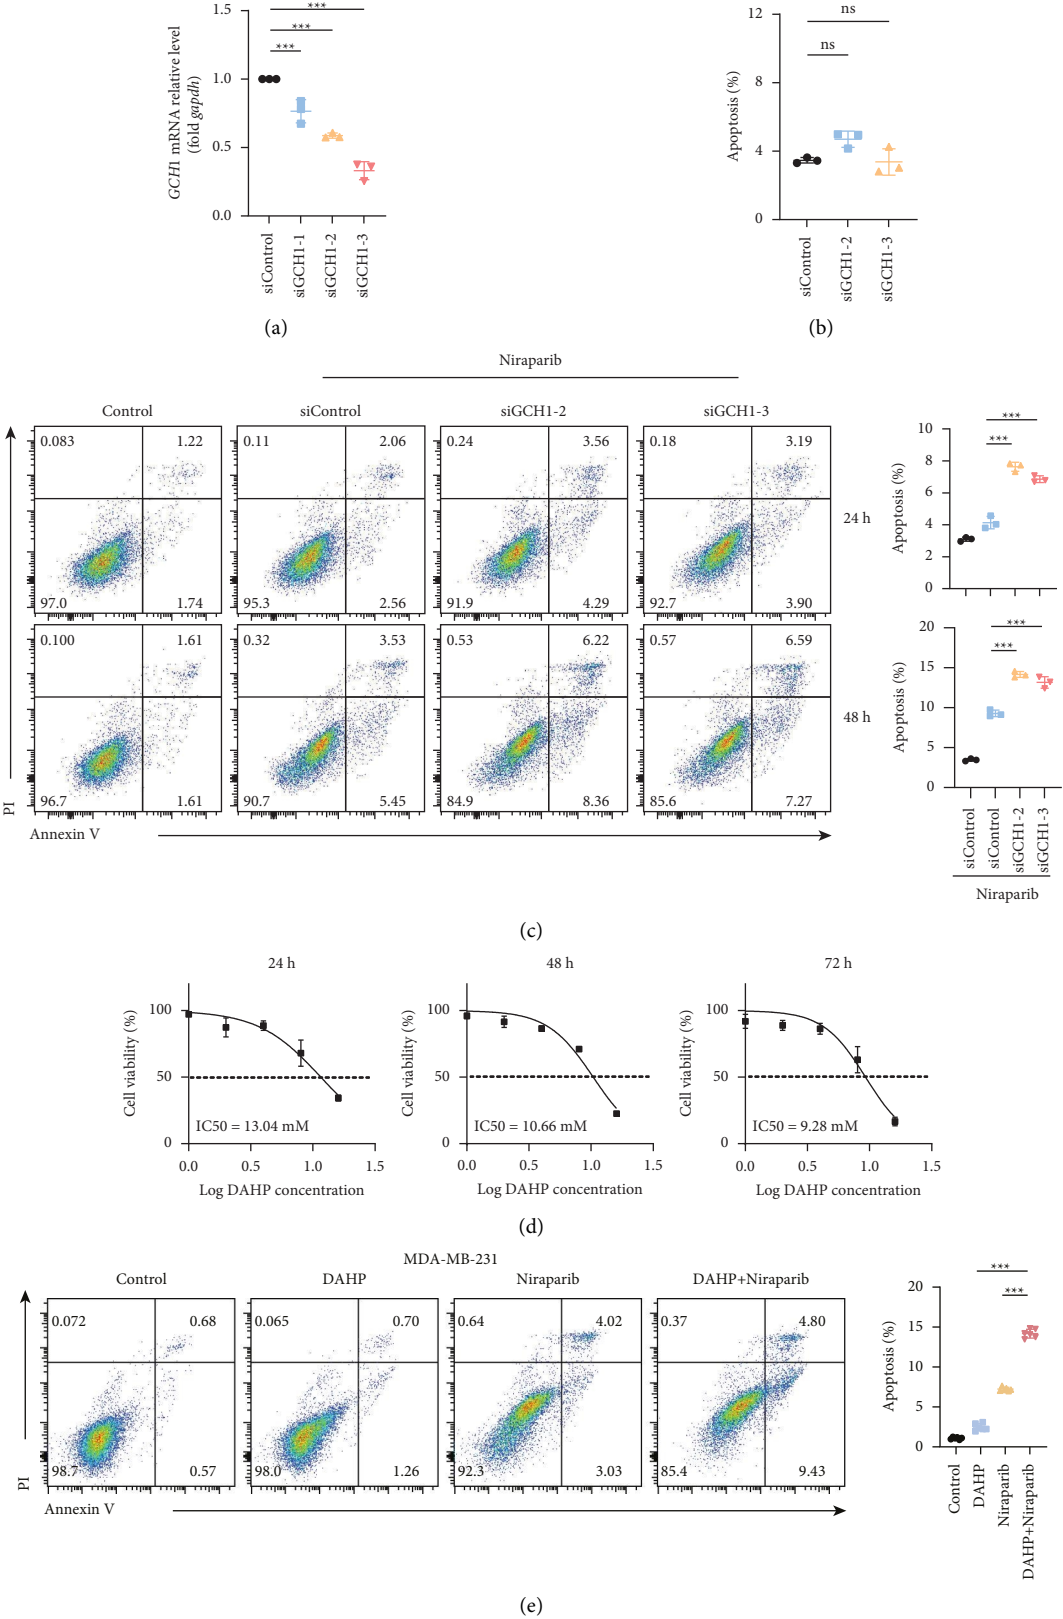 GCH1 mRNA relative level
(fold gapdh)
1.5
1.0
0.5
0.0
***
***
***
siControl
siGCH1-1
siGCH1-2
siGCH1-3
(a)
Apoptosis (%)
12
8
4
0
ns
ns
siControl
siGCH1-2
siGCH1-3
(b)
Niraparib
Control
siControl
siGCH1-2
siGCH1-3
0.083
1.22
97.0
1.74
0.11
2.06
95.3
2.56
0.24
3.56
91.9
4.29
0.18
3.19
92.7
3.90
24 h
0.100
1.61
96.7
1.61
0.32
3.53
90.7
5.45
0.53
6.22
84.9
8.36
0.57
6.59
85.6
7.27
48 h
PI
Annexin V
Apoptosis (%)
10
8
6
4
2
0
***
***
Apoptosis (%)
20
15
10
5
0
***
***
siControl
siControl
siGCH1-2
siGCH1-3
Niraparib
(c)
24 h
Cell viability (%)
100
50
0
IC50 = 13.04 mM
0.0
0.5
1.0
1.5
Log DAHP concentration
48 h
Cell viability (%)
100
50
0
IC50 = 10.66 mM
0.0
0.5
1.0
1.5
Log DAHP concentration
72 h
Cell viability (%)
100
50
0
IC50 = 9.28 mM
0.0
0.5
1.0
1.5
Log DAHP concentration
(d)
MDA-MB-231
Control
DAHP
Niraparib
DAHP+Niraparib
0.072
0.68
98.7
0.57
0.065
0.70
98.0
1.26
0.64
4.02
92.3
3.03
0.37
4.80
85.4
9.43
PI
Annexin V
Apoptosis (%)
20
15
10
5
0
***
***
Control
DAHP
Niraparib
DAHP+Niraparib
(e)